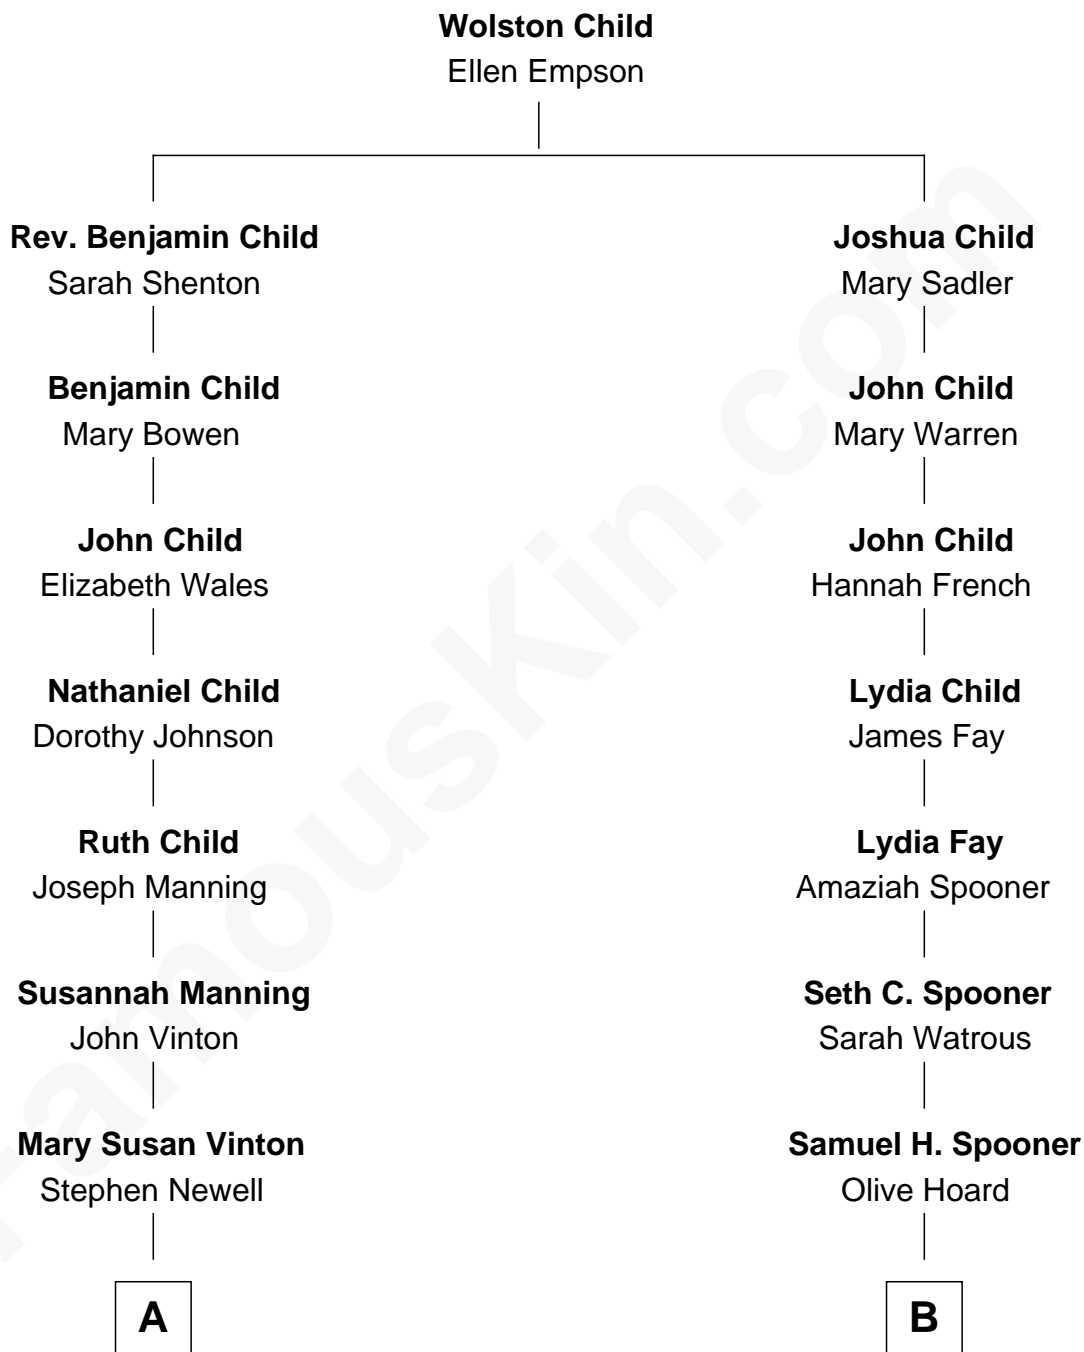 Wolston Child
Ellen Empson
Rev. Benjamin Child
Sarah Shenton
Joshua Child
Mary Sadler
Benjamin Child
Mary Bowen
John Child
Mary Warren
John Child
Elizabeth Wales
John Child
Hannah French
Nathaniel Child
Dorothy Johnson
Lydia Child
James Fay
Ruth Child
Joseph Manning
Lydia Fay
Amaziah Spooner
Susannah Manning
John Vinton
Seth C. Spooner
Sarah Watrous
Mary Susan Vinton
Stephen Newell
Samuel H. Spooner
Olive Hoard
A
B
FamousKin.com